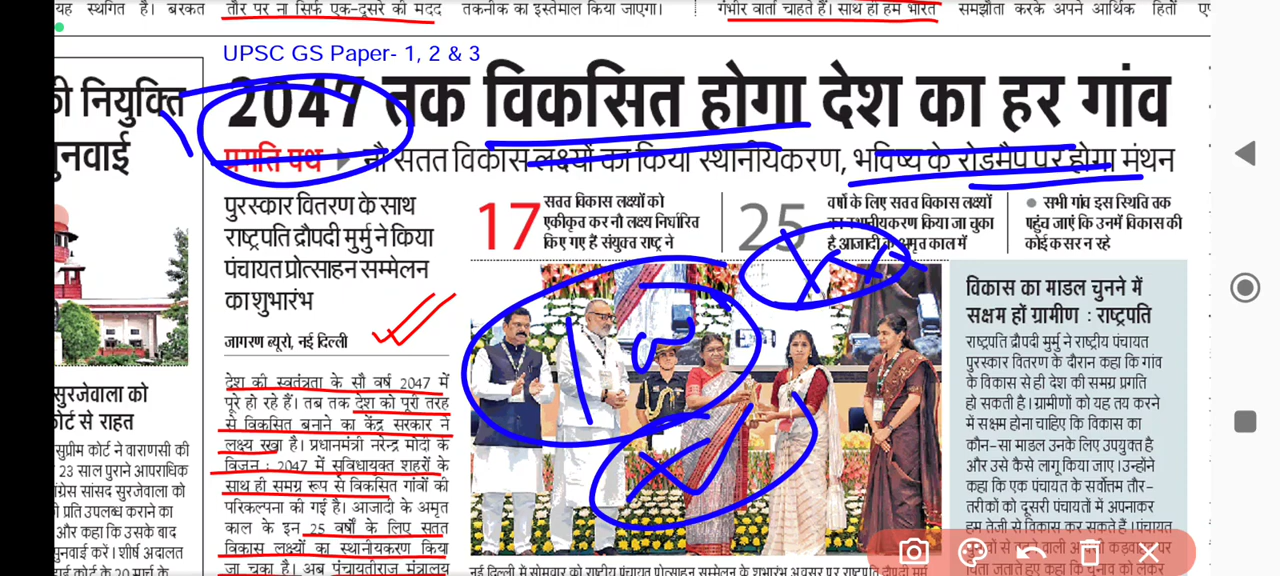 यह स्थगित है। बरकत
तौर पर ना सिर्फ एक-दूसरे की मदद
तकनीक का इस्तेमाल किया जाएगा।
गंभीर वार्ता चाहते हैं। साथ ही हम भारत
समझौता करके अपने आर्थिक हितों
UPSC GS Paper- 1, 2 & 3
की नियुक्ति
2047 तक विकसित होगा देश का हर गांव
प्रगति पथ
नौ सतत विकास लक्ष्यों का किया स्थानीयकरण, भविष्य के रोडमैप पर होगा मंथन
पुरस्कार वितरण के साथ
राष्ट्रपति द्रौपदी मुर्मु ने किया
पंचायत प्रोत्साहन सम्मेलन
का शुभारंभ
17
सतत विकास लक्ष्यों को
एकीकृत कर नौ लक्ष्य निर्धारित
किए गए हैं संयुक्त राष्ट्र ने
25
वर्षों के लिए सतत विकास लक्ष्यों
का स्थानीयकरण किया जा चुका
है आजादी के अमृत काल में
सभी गांव इस स्थिति तक
पहुंच जाएं कि उनमें विकास की
कोई कसर न रहे
जागरण ब्यूरो, नई दिल्ली
देश की स्वतंत्रता के सौ वर्ष 2047 में
पूरे हो रहे हैं। तब तक देश को पूरी तरह
से विकसित बनाने का केंद्र सरकार ने
लक्ष्य रखा है। प्रधानमंत्री नरेन्द्र मोदी के
विजन : 2047 में सुविधायुक्त शहरों के
साथ ही समग्र रूप से विकसित गांवों की
परिकल्पना की गई है। आजादी के अमृत
काल के इन 25 वर्षों के लिए सतत
विकास लक्ष्यों का स्थानीयकरण किया
जा चुका है। अब पंचायतीराज मंत्रालय
विकास का माडल चुनने में
सक्षम हों ग्रामीण : राष्ट्रपति
राष्ट्रपति द्रौपदी मुर्मु ने राष्ट्रीय पंचायत
पुरस्कार वितरण के दौरान कहा कि गांव
के विकास से ही देश की समग्र प्रगति
हो सकती है। ग्रामीणों को यह तय करने
में सक्षम होना चाहिए कि विकास का
कौन-सा माडल उनके लिए उपयुक्त है
और उसे कैसे लागू किया जाए। उन्होंने
कहा कि एक पंचायत के सर्वोत्तम तौर-
तरीकों को दूसरी पंचायतों में अपनाकर
हम तेजी से विकास कर सकते हैं। पंचायत
सुरजेवाला को
कोर्ट से राहत
सुप्रीम कोर्ट ने वाराणसी की
23 साल पुराने आपराधिक
सांसद सुरजेवाला को
प्रति उपलब्ध कराने का
और कहा कि उसके बाद
सुनवाई करें। शीर्ष अदालत
के 20 मार्च के
नई दिल्ली में सोमवार को राष्ट्रीय पंचायत प्रोत्साहन सम्मेलन के शुभारंभ अवसर पर राष्ट्रपति द्रौपदी मुर्मु